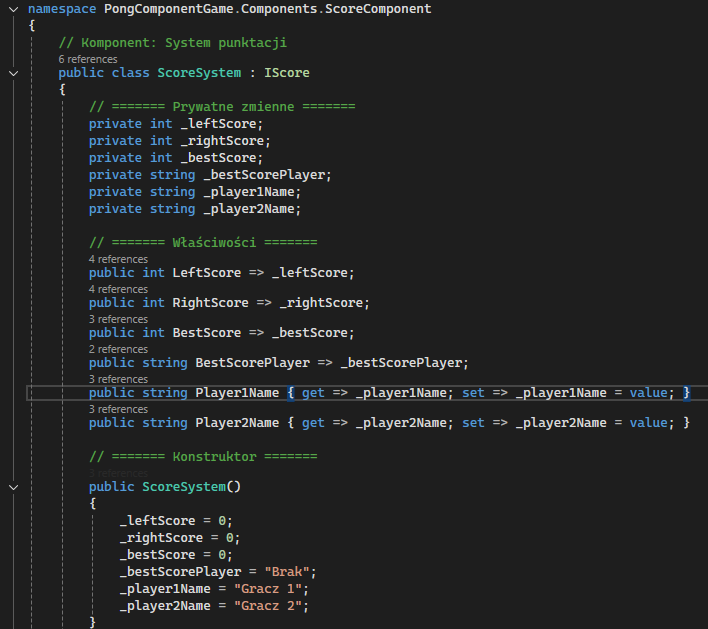 namespace PongComponentGame.Components.ScoreComponent
{
// Komponent: System punktacji
6 references
public class ScoreSystem : IScore
{
// ======= Prywatne zmienne =======
private int _leftScore;
private int _rightScore;
private int _bestScore;
private string _bestScorePlayer;
private string _player1Name;
private string _player2Name;
// ======= Właściwości =======
4 references
public int LeftScore => _leftScore;
4 references
public int RightScore => _rightScore;
3 references
public int BestScore => _bestScore;
2 references
public string BestScorePlayer => _bestScorePlayer;
3 references
public string Player1Name { get => _player1Name; set => _player1Name = value; }
3 references
public string Player2Name { get => _player2Name; set => _player2Name = value; }
// ======= Konstruktor =======
references
public ScoreSystem()
{
_leftScore = 0;
_rightScore = 0;
_bestScore = 0;
_bestScorePlayer = "Brak";
_player1Name = "Gracz 1";
_player2Name = "Gracz 2";
}